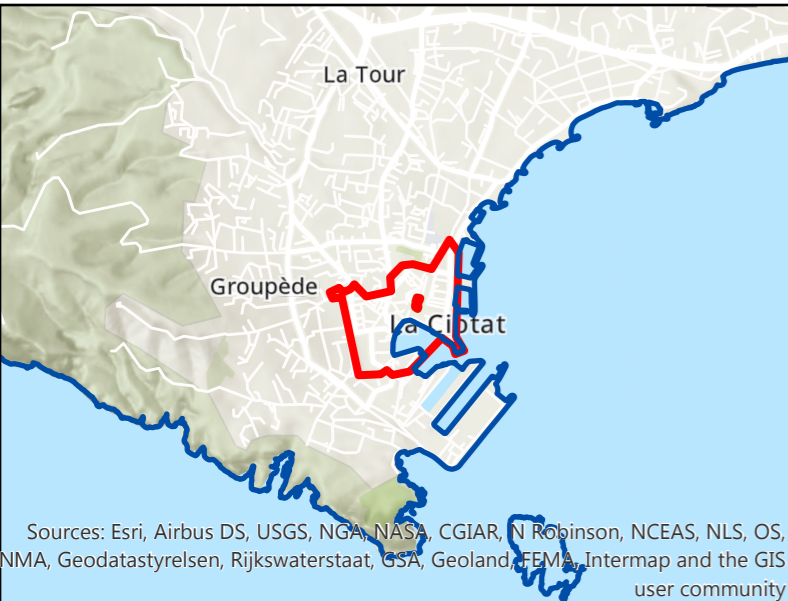 La Tour
Groupède
La Ciotat
Sources: Esri, Airbus DS, USGS, NGA, NASA, CGIAR, N Robinson, NCEAS, NLS, OS,
NMA, Geodatastyrelsen, Rijkswaterstaat, GSA, Geoland, FEMA, Intermap and the GIS
user community